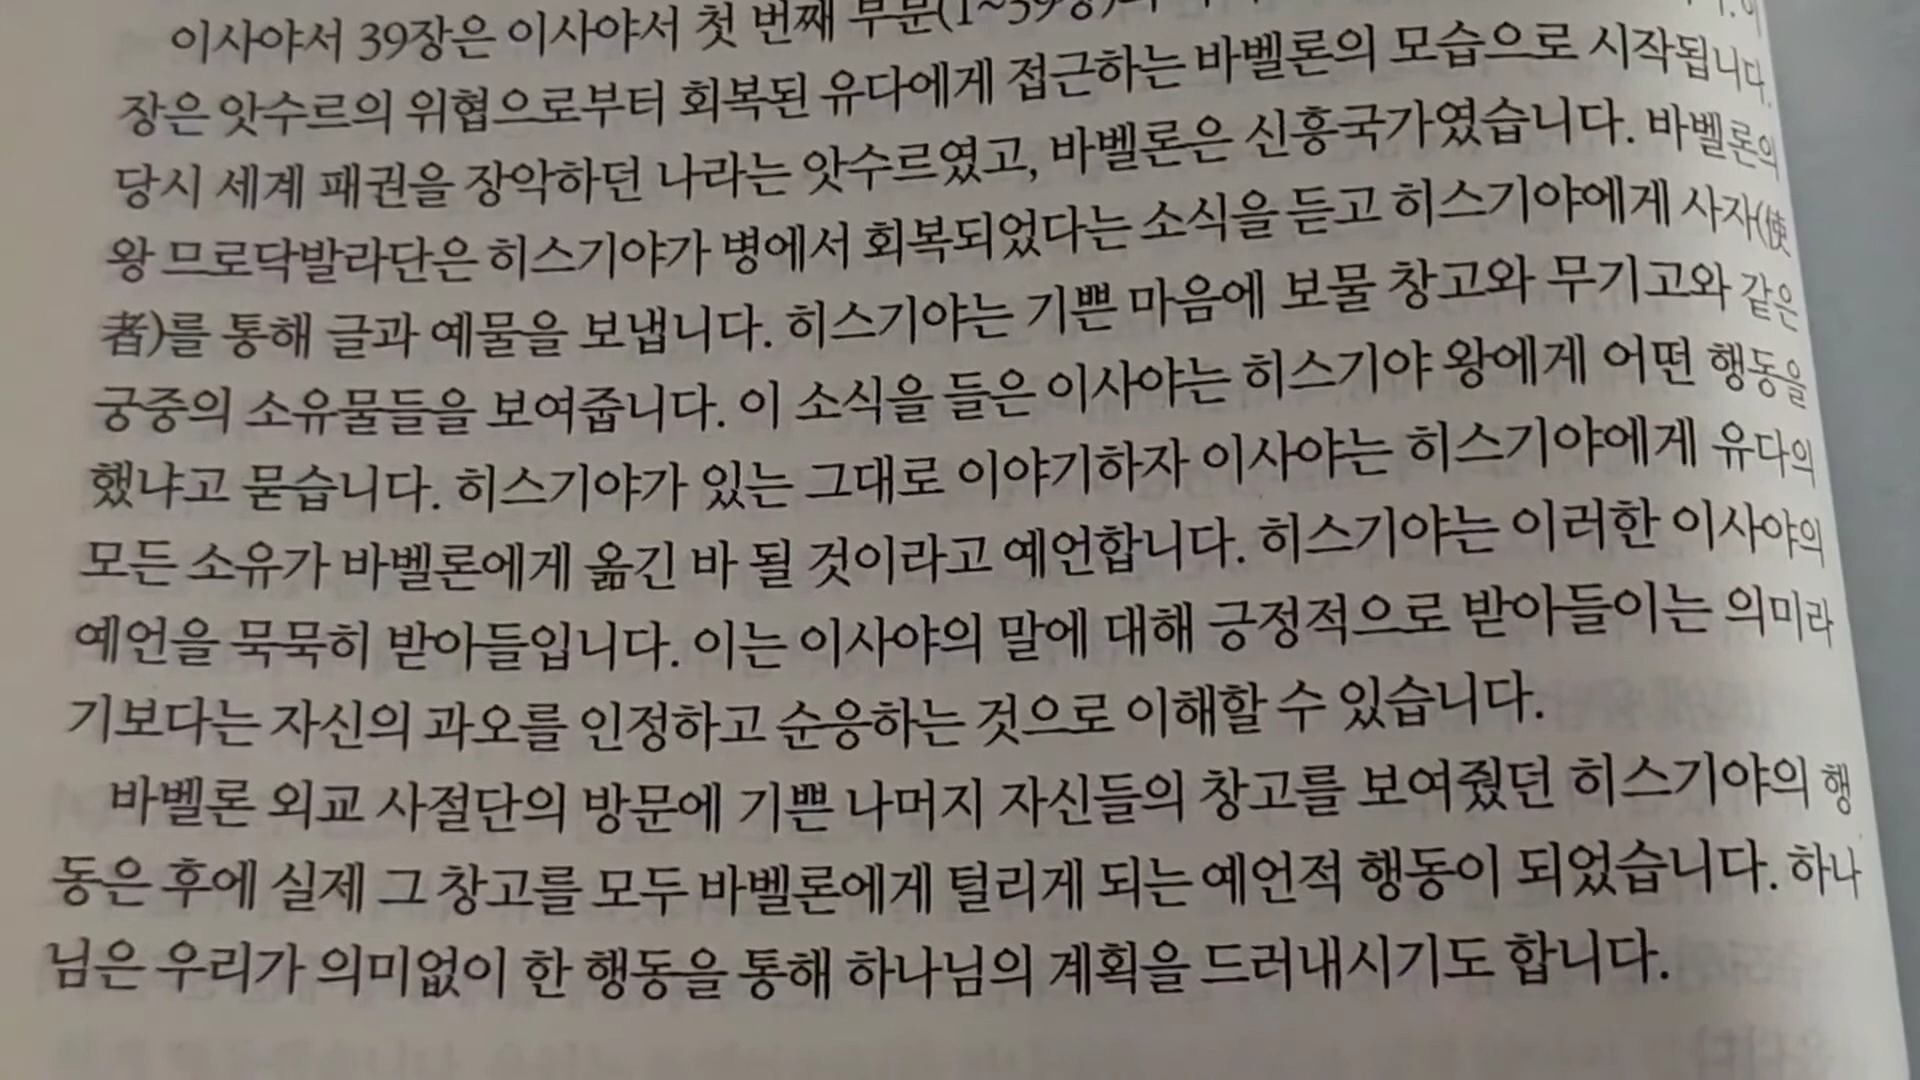 이사야서 39장은 이사야서 첫 번째 부분(1~39장)의
장은 앗수르의 위협으로부터 회복된 유다에게 접근하는 바벨론의 모습으로 시작됩니다.
당시 세계 패권을 장악하던 나라는 앗수르였고, 바벨론은 신흥국가였습니다. 바벨론의
왕 므로닥발라단은 히스기야가 병에서 회복되었다는 소식을 듣고 히스기야에게 사자(使
者)를 통해 글과 예물을 보냅니다. 히스기야는 기쁜 마음에 보물 창고와 무기고와 같은
궁중의 소유물들을 보여줍니다. 이 소식을 들은 이사야는 히스기야 왕에게 어떤 행동을
했냐고 묻습니다. 히스기야가 있는 그대로 이야기하자 이사야는 히스기야에게 유다의
모든 소유가 바벨론에게 옮긴 바 될 것이라고 예언합니다. 히스기야는 이러한 이사야의
예언을 묵묵히 받아들입니다. 이는 이사야의 말에 대해 긍정적으로 받아들이는 의미라
기보다는 자신의 과오를 인정하고 순응하는 것으로 이해할 수 있습니다.
바벨론 외교 사절단의 방문에 기쁜 나머지 자신들의 창고를 보여줬던 히스기야의 행
동은 후에 실제 그 창고를 모두 바벨론에게 털리게 되는 예언적 행동이 되었습니다. 하나
님은 우리가 의미없이 한 행동을 통해 하나님의 계획을 드러내시기도 합니다.